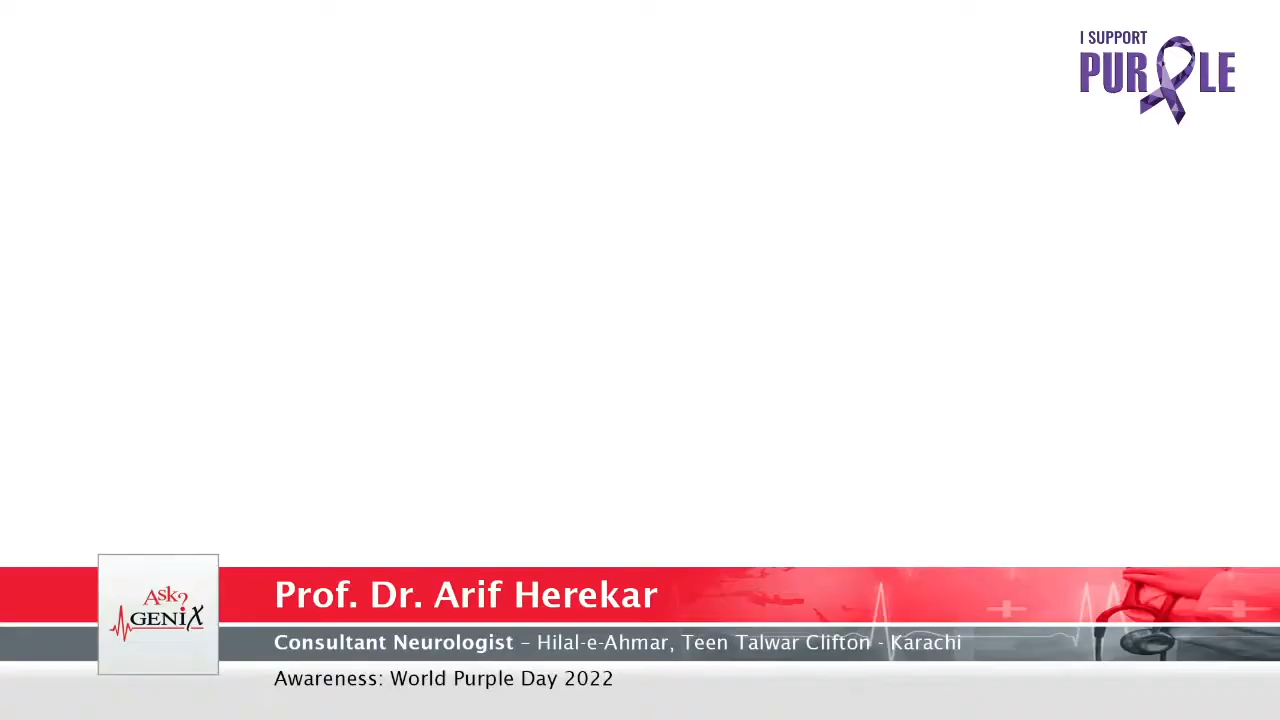 I SUPPORT
PURPLE
Prof. Dr. Arif Herekar
Ask?
GENIX
Consultant Neurologist – Hilal-e-Ahmar, Teen Talwar Clifton - Karachi
Awareness: World Purple Day 2022